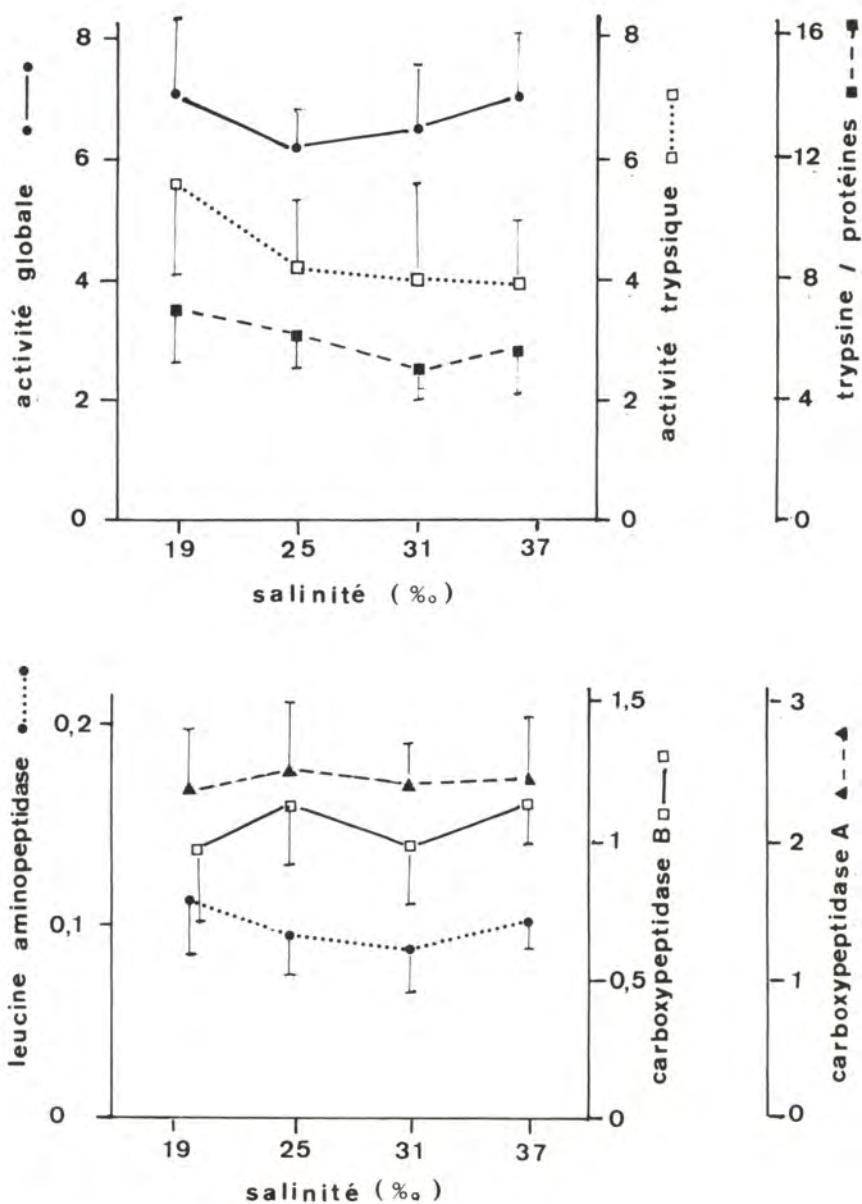 activité globale
8
6
4
2
0
activité trypsique
8
6
4
2
0
trypsine / protéines
16
12
8
4
0
19 25 31 37
salinité (‰)
leucine aminopeptidase
0,2
0,1
0
carboxypeptidase B
1,5
1
0,5
0
carboxypeptidase A
3
2
1
0
19 25 31 37
salinité (‰)